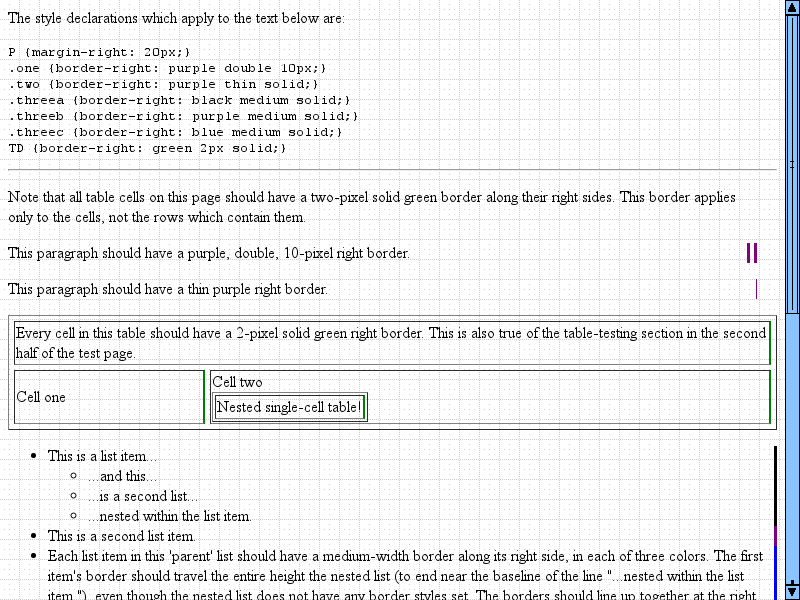 The style declarations which apply to the text below are:
P {margin-right: 20px;}
.one {border-right: purple double 10px;}
.two {border-right: purple thin solid;}
.threea {border-right: black medium solid;}
.threeb {border-right: purple medium solid;}
.threec {border-right: blue medium solid;}
TD {border-right: green 2px solid;}
Note that all table cells on this page should have a two-pixel solid green border along their right sides. This border applies
only to the cells, not the rows which contain them.
This paragraph should have a purple, double, 10-pixel right border.
This paragraph should have a thin purple right border.
Every cell in this table should have a 2-pixel solid green right border. This is also true of the table-testing section in the second
half of the test page.
Cell one
Cell two
Nested single-cell table!
This is a list item...
...and this...
...is a second list...
...nested within the list item.
This is a second list item.
Each list item in this 'parent' list should have a medium-width border along its right side, in each of three colors. The first
item's border should travel the entire height the nested list (to end near the baseline of the line "...nested within the list
item."), even though the nested list does not have any border styles set. The borders should line up together at the right